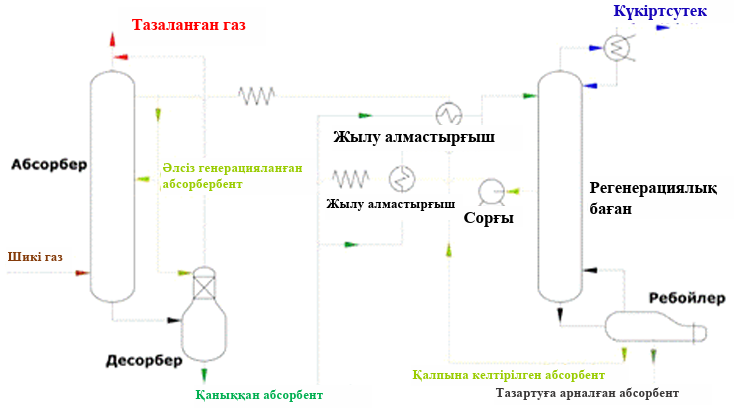 Тазаланған газ
Күкіртсутек
Абсорбер
Жылу алмастырғыш
Әлсіз генерацияланған
абсорбербент
Жылу алмастырғыш
Сорғы
Регенерациялық
баған
Шикі газ
Ребойлер
Десорбер
Қалпына келтірілген абсорбент
Қаныққан абсорбент
Тазартуға арналған абсорбент